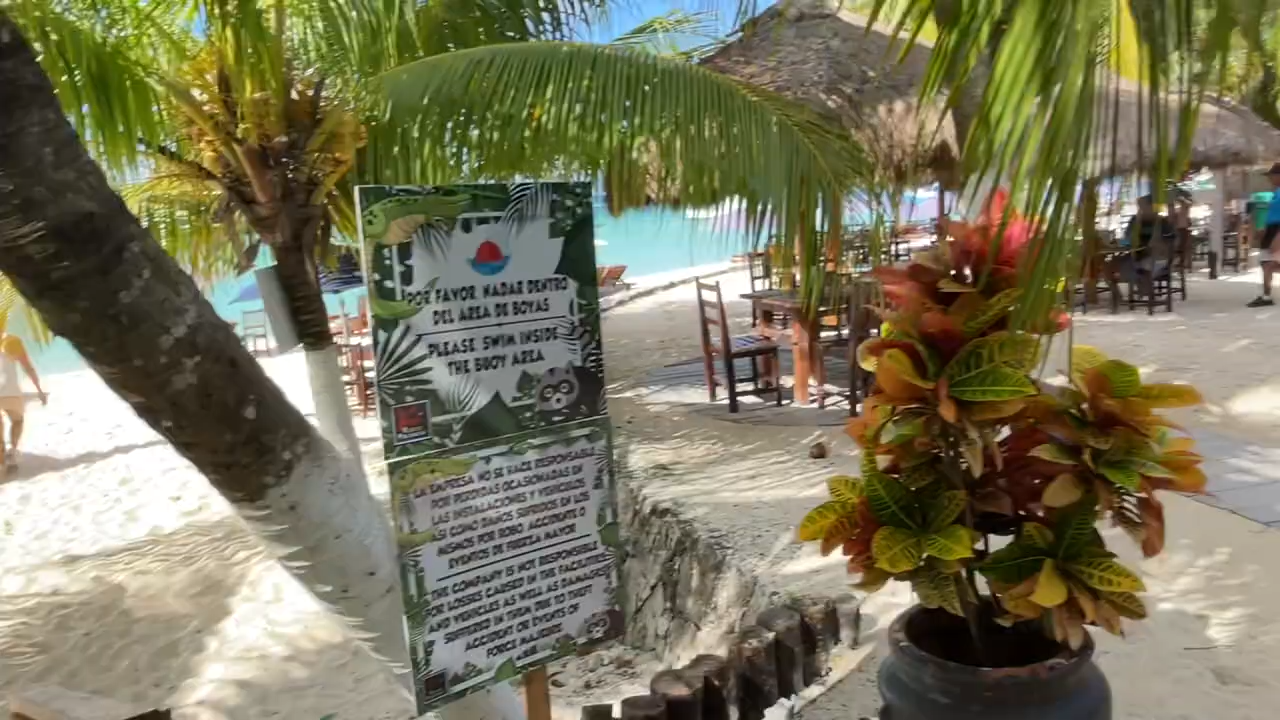 POR FAVOR NADAR DENTRO
DEL AREA DE BOYAS
PLEASE SWIM INSIDE
THE BUOY AREA
LA EMPRESA NO SE HACE RESPONSABLE
POR PERDIDAS OCASIONADAS EN
LAS INSTALACIONES Y VEHICULOS
ASI COMO DAÑOS SUFRIDOS EN LOS
MISMOS POR ROBO, ACCIDENTE O
EVENTOS DE FUERZA MAYOR
THE COMPANY IS NOT RESPONSIBLE
FOR LOSSES CAUSED IN THE FACILITIES
AND VEHICLES AS WELL AS DAMAGES
SUFFERED IN THEM DUE TO THEFT
ACCIDENT OR EVENTS OF
FORCE MAJEURE